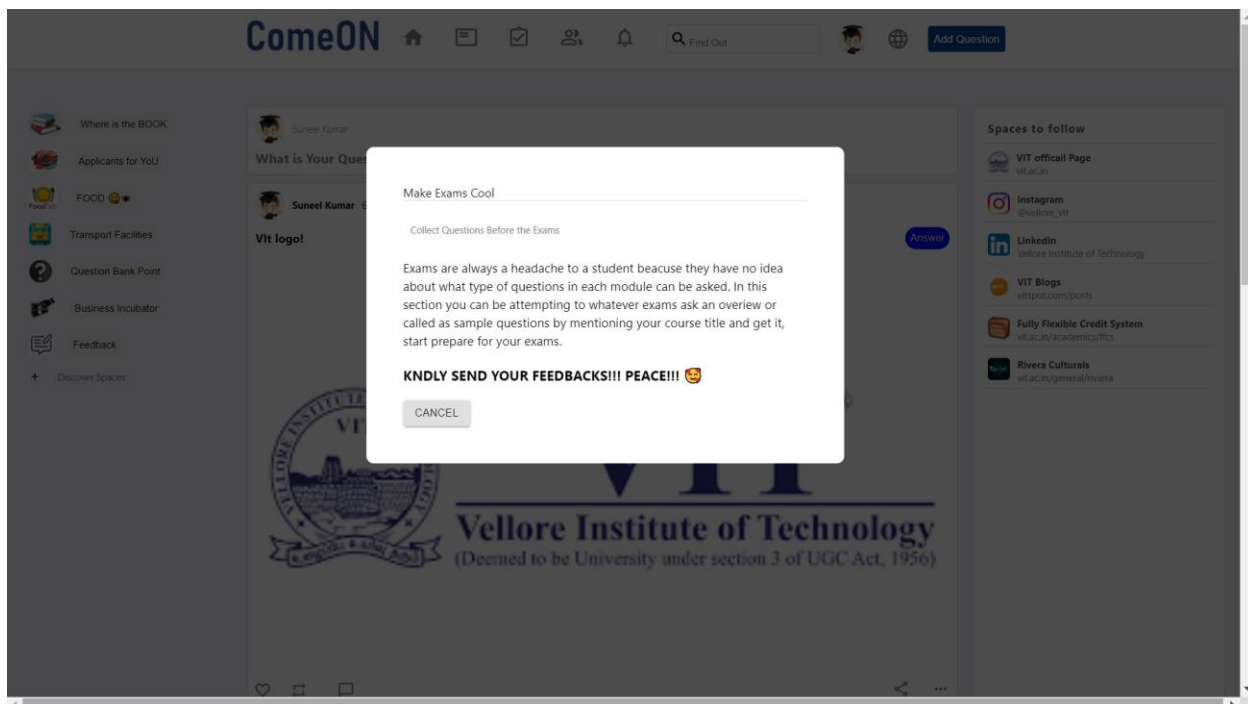 ComeON
Find Out
Add Question
Where is the BOOK
Applicants for YoU
FOOD 😋🍽
Transport Facilities
Question Bank Point
Business Incubator
Feedback
+ Discover Spaces
Suneel Kumar
What is Your Que
Suneel Kumar
VIt logo!
Answer
Make Exams Cool
Collect Questions Before the Exams
Exams are always a headache to a student beacuse they have no idea
about what type of questions in each module can be asked. In this
section you can be attempting to whatever exams ask an overiew or
called as sample questions by mentioning your course title and get it,
start prepare for your exams.
KNDLY SEND YOUR FEEDBACKS!!! PEACE!!! 🥰
CANCEL
VIT
Vellore Institute of Technology
(Deemed to be University under section 3 of UGC Act, 1956)
Spaces to follow
VIT officail Page
vit.ac.in
Instagram
@vellore_vit
Linkedin
Vellore Institute of Technology
VIT Blogs
vitspot.com/posts
Fully Flexible Credit System
vit.ac.in/academics/ffcs
Rivera Culturals
vit.ac.in/general/riviera